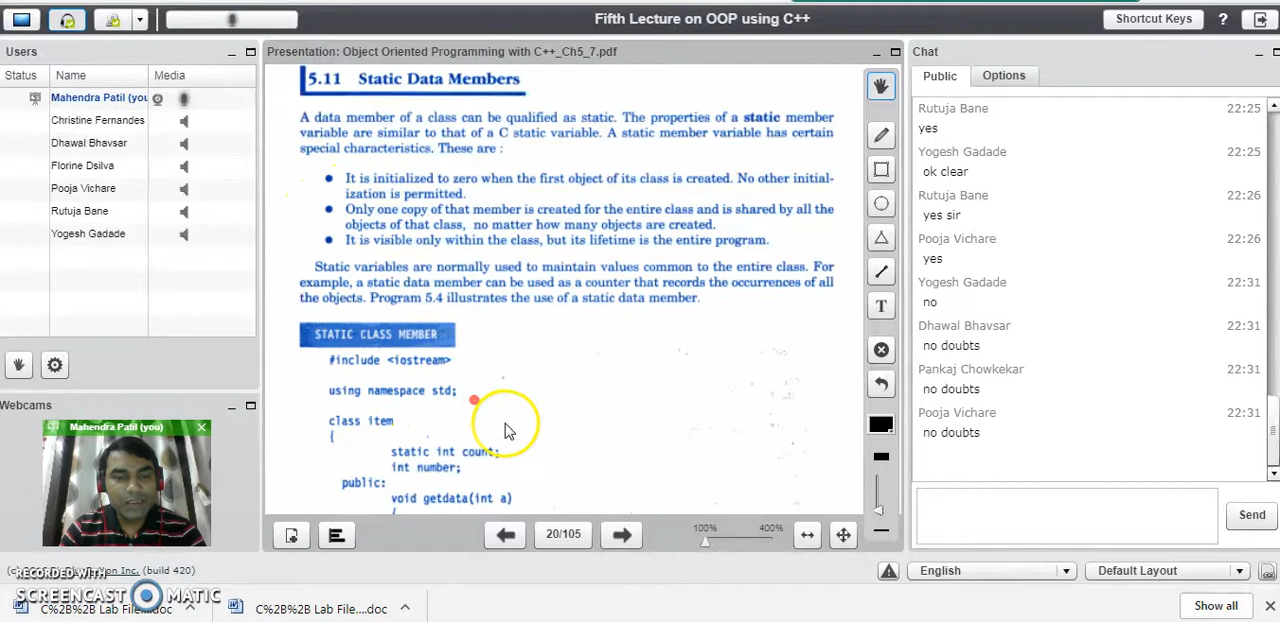 Fifth Lecture on OOP using C++
Shortcut Keys
?
Users
Status Name Media
Mahendra Patil (you
Christine Fernandes
Dhawal Bhavsar
Florine Dsilva
Pooja Vichare
Rutuja Bane
Yogesh Gadade
Webcams
Mahendra Patil (you)
Presentation: Object Oriented Programming with C++_Ch5_7.pdf
5.11 Static Data Members
A data member of a class can be qualified as static. The properties of a static member
variable are similar to that of a C static variable. A static member variable has certain
special characteristics. These are :
● It is initialized to zero when the first object of its class is created. No other initial-
ization is permitted.
● Only one copy of that member is created for the entire class and is shared by all the
objects of that class, no matter how many objects are created.
● It is visible only within the class, but its lifetime is the entire program.
Static variables are normally used to maintain values common to the entire class. For
example, a static data member can be used as a counter that records the occurrences of all
the objects. Program 5.4 illustrates the use of a static data member.
STATIC CLASS MEMBER
#include <iostream>
using namespace std;
class item
{
static int count;
int number;
public:
void getdata(int a)
{
T
20/105
100% 400%
Chat
Public Options
Rutuja Bane 22:25
yes
Yogesh Gadade 22:25
ok clear
Rutuja Bane 22:26
yes sir
Pooja Vichare 22:26
yes
Yogesh Gadade 22:31
no
Dhawal Bhavsar 22:31
no doubts
Pankaj Chowkekar 22:31
no doubts
Pooja Vichare 22:31
no doubts
Send
Inc. (build 420)
English
Default Layout
RECORDED WITH
SCREENCAST MATIC
C%2B%2B Lab File....doc
C%2B%2B Lab File....doc
Show all